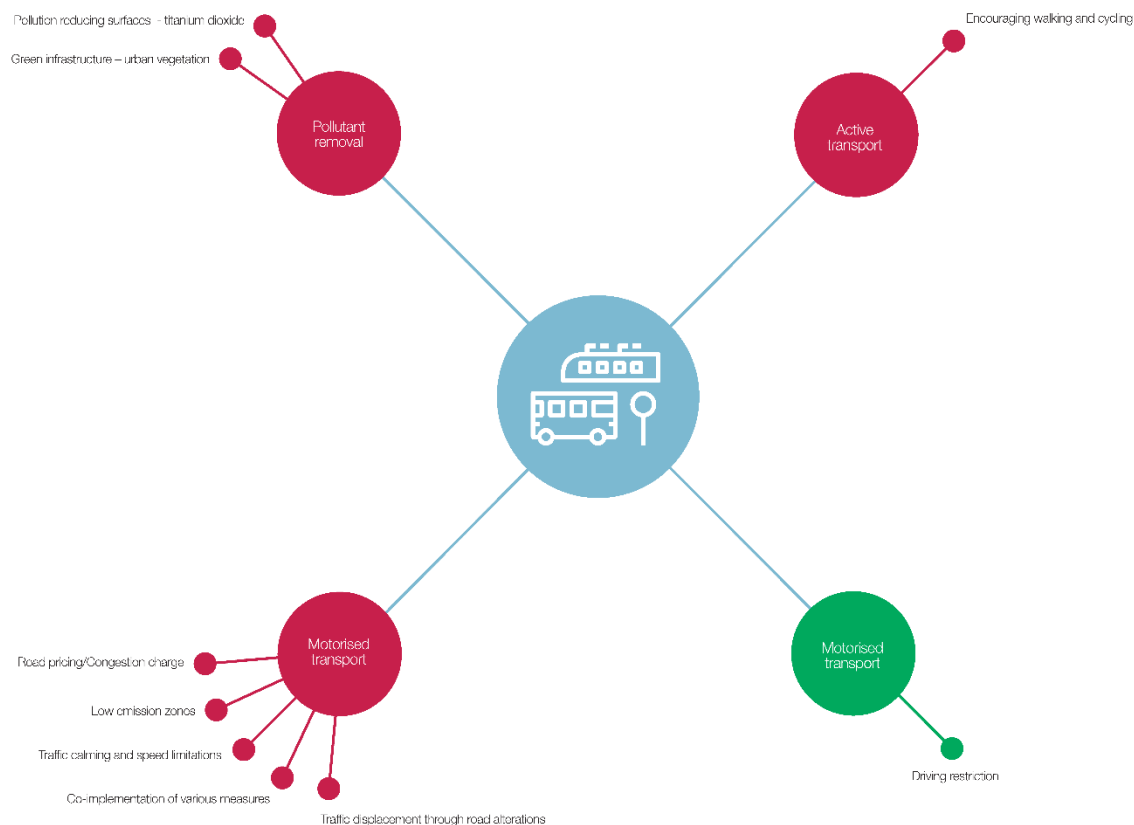 Pollution reducing surfaces - titanium dioxide
Green infrastructure – urban vegetation
Pollutant
removal
Encouraging walking and cycling
Active
transport
Motorised
transport
Road pricing/Congestion charge
Low emission zones
Traffic calming and speed limitations
Co-implementation of various measures
Traffic displacement through road alterations
Motorised
transport
Driving restriction